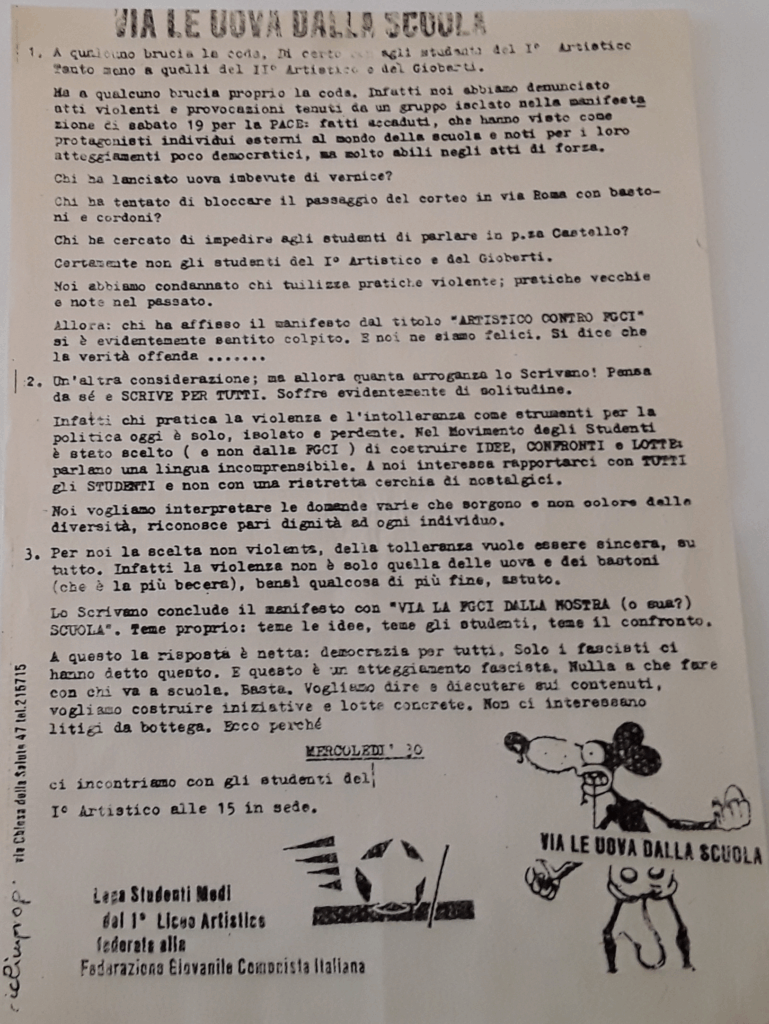 VIA LE UOVA DALLA SCUOLA
1. A qualcuno brucia la coda. Di certo non agli studenti del I° Artistico
Tanto meno a quelli del II° Artistico e del Gioberti.
Ma a qualcuno brucia proprio la coda. Infatti noi abbiamo denunciato
atti violenti e provocazioni tenuti da un gruppo isolato nella manifesta
zione di sabato 19 per la PACE: fatti accaduti, che hanno visto come
protagonisti individui esterni al mondo della scuola e noti per i loro
atteggiamenti poco democratici, ma molto abili negli atti di forza.
Chi ha lanciato uova imbevute di vernice?
Chi ha tentato di bloccare il passaggio del corteo in via Roma con basto-
ni e cordoni?
Chi ha cercato di impedire agli studenti di parlare in p.za Castello?
Certamente non gli studenti del I° Artistico e del Gioberti.
Noi abbiamo condannato chi tuilizza pratiche violente; pratiche vecchie
e note nel passato.
Allora: chi ha affisso il manifesto dal titolo "ARTISTICO CONTRO FGCI"
si è evidentemente sentito colpito. E noi ne siamo felici. Si dice che
la verità offende .......
2. Un'altra considerazione; ma allora quanta arroganza lo Scrivano! Pensa
da sé e SCRIVE PER TUTTI. Soffre evidentemente di solitudine.
Infatti chi pratica la violenza e l'intolleranza come strumenti per la
politica oggi è solo, isolato e perdente. Nel Movimento degli Studenti
è stato scelto ( e non dalla FGCI ) di costruire IDEE, CONFRONTI e LOTTE:
parlano una lingua incomprensibile. A noi interessa rapportarci con TUTTI
gli STUDENTI e non con una ristretta cerchia di nostalgici.
Noi vogliamo interpretare le domande varie che sorgono e non colore della
diversità, riconosce pari dignità ad ogni individuo.
3. Per noi la scelta non violenta, della tolleranza vuole essere sincera, su
tutto. Infatti la violenza non è solo quella delle uova e dei bastoni
(che è la più becera), bensì qualcosa di più fine, astuto.
Lo Scrivano conclude il manifesto con "VIA LA FGCI DALLA NOSTRA (o sua?)
SCUOLA". Teme proprio: teme le idee, teme gli studenti, teme il confronto.
A questo la risposta è netta: democrazia per tutti. Solo i fascisti ci
hanno detto questo. E questo è un atteggiamento fascista. Nulla a che fare
con chi va a scuola. Basta. Vogliamo dire e discutere sui contenuti,
vogliamo costruire iniziative e lotte concrete. Non ci interessano
litigi da bottega. Ecco perché
MERCOLEDI' 30
ci incontriamo con gli studenti del
I° Artistico alle 15 in sede.
VIA LE UOVA DALLA SCUOLA
Lega Studenti Medi
del 1° Liceo Artistico
federata alla
Federazione Giovanile Comunista Italiana
ciclinprop. via Chiesa della Salute 47 tel.215715